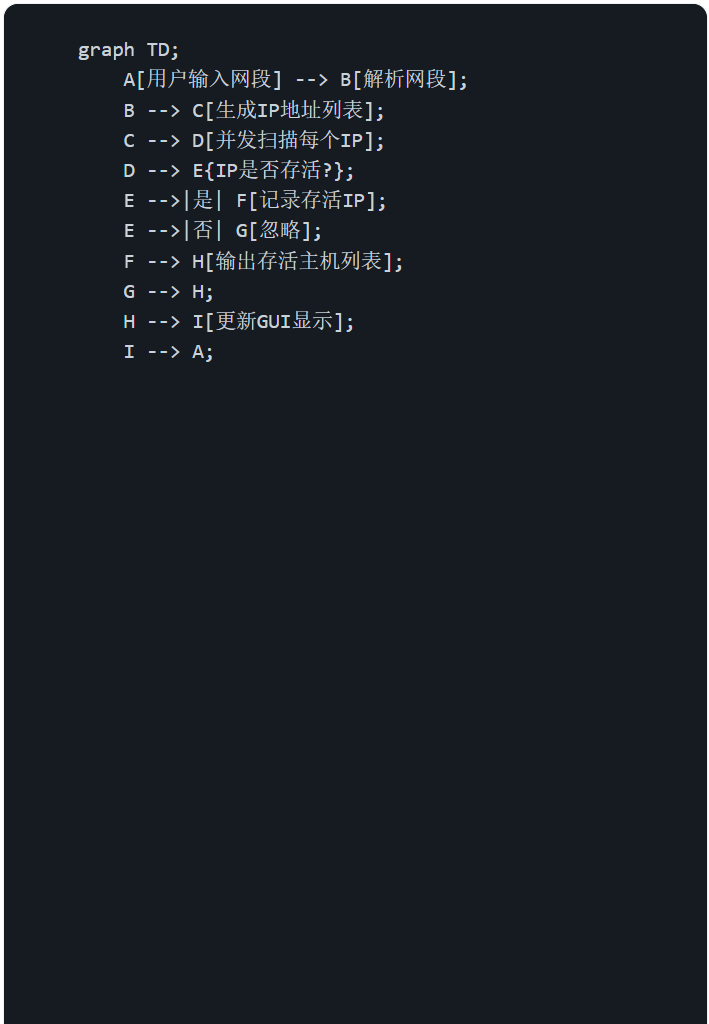 graph TD;
A[用户输入网段] --> B[解析网段];
B --> C[生成IP地址列表];
C --> D[并发扫描每个IP];
D --> E{IP是否存活?};
E -->|是| F[记录存活IP];
E -->|否| G[忽略];
F --> H[输出存活主机列表];
G --> H;
H --> I[更新GUI显示];
I --> A;